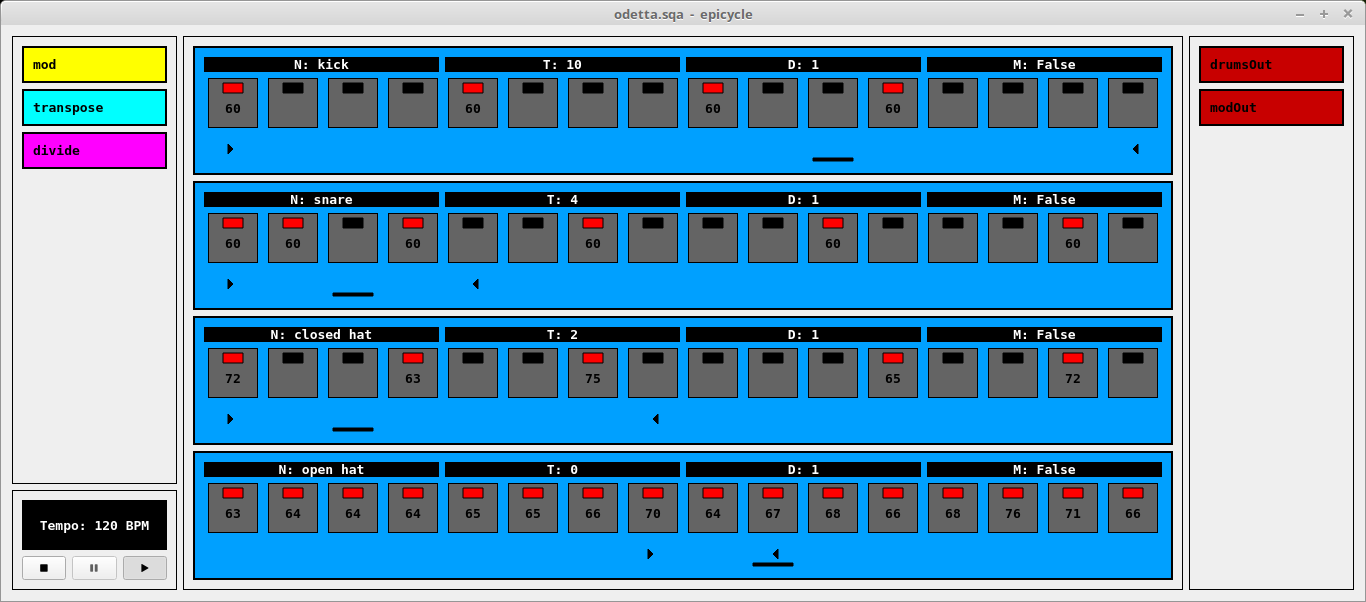 odetta.sqa - epicycle
mod
transpose
divide
Tempo: 120 BPM
N: kick T: 10 D: 1 M: False
60 60 60 60
N: snare T: 4 D: 1 M: False
60 60 60 60 60 60
N: closed hat T: 2 D: 1 M: False
72 63 75 65 72
N: open hat T: 0 D: 1 M: False
63 64 64 64 65 65 66 70 64 67 68 66 68 76 71 66
drumsOut
modOut